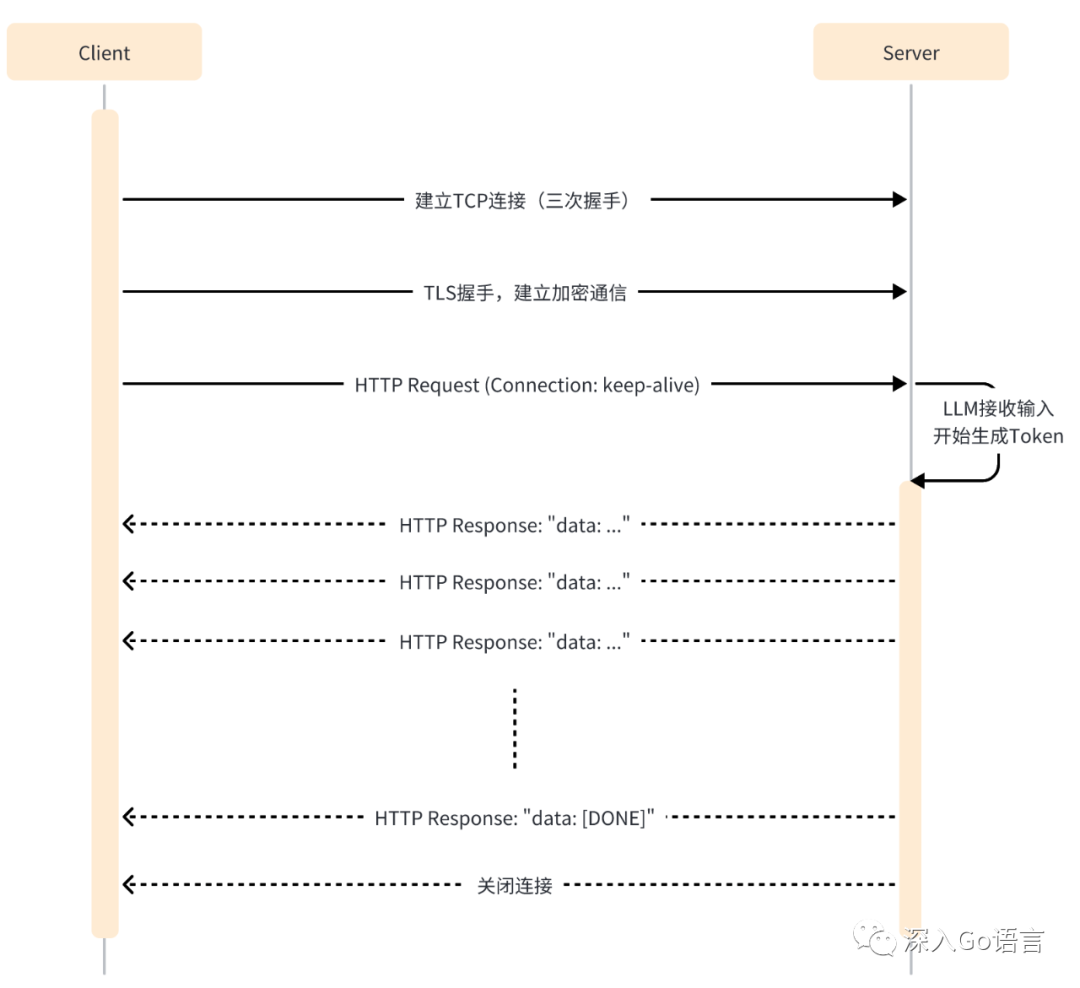 Client
Server
建立TCP连接（三次握手）
TLS握手，建立加密通信
HTTP Request (Connection: keep-alive)
LLM接收输入
开始生成Token
HTTP Response: "data: ..."
HTTP Response: "data: ..."
HTTP Response: "data: ..."
HTTP Response: "data: [DONE]"
关闭连接
深入Go语言